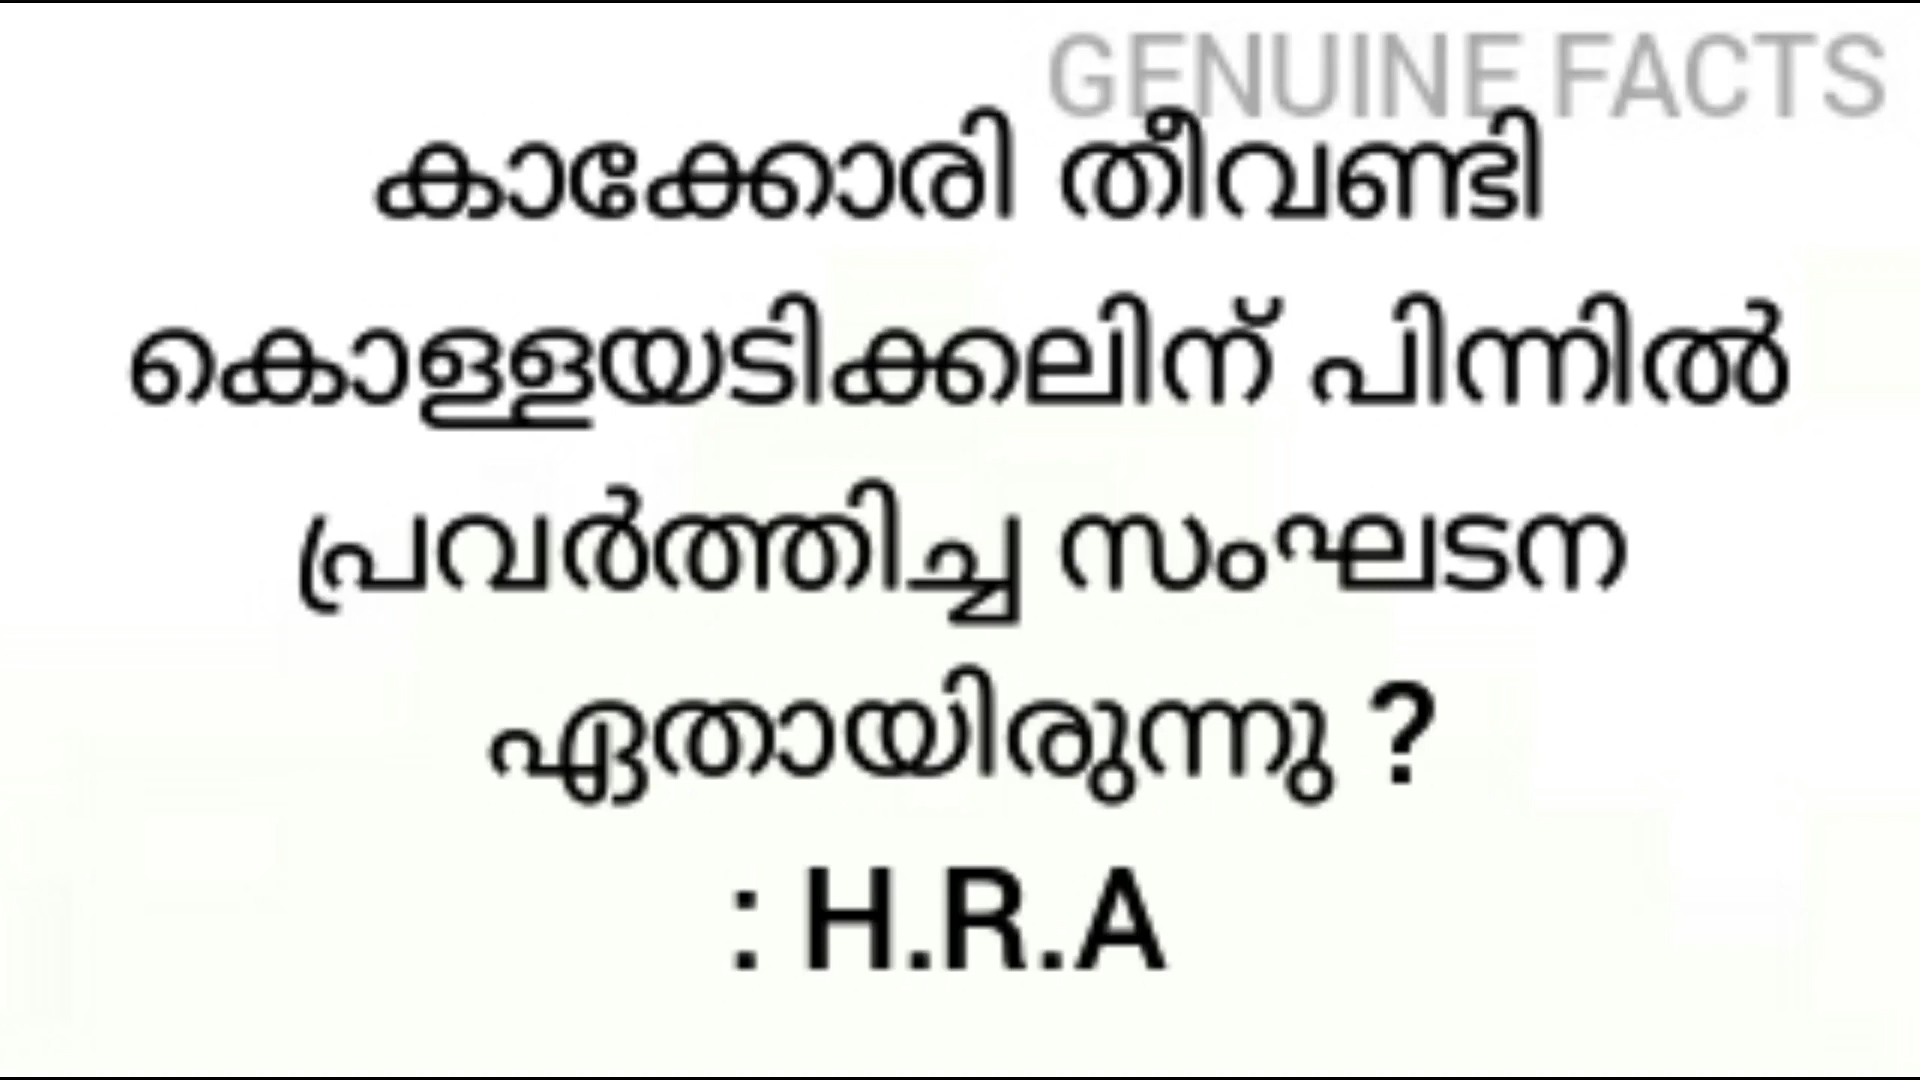 GENUINE FACTS
കാക്കോരി തീവണ്ടി
കൊള്ളയടിക്കലിന് പിന്നിൽ
പ്രവർത്തിച്ച സംഘടന
ഏതായിരുന്നു ?
: H.R.A